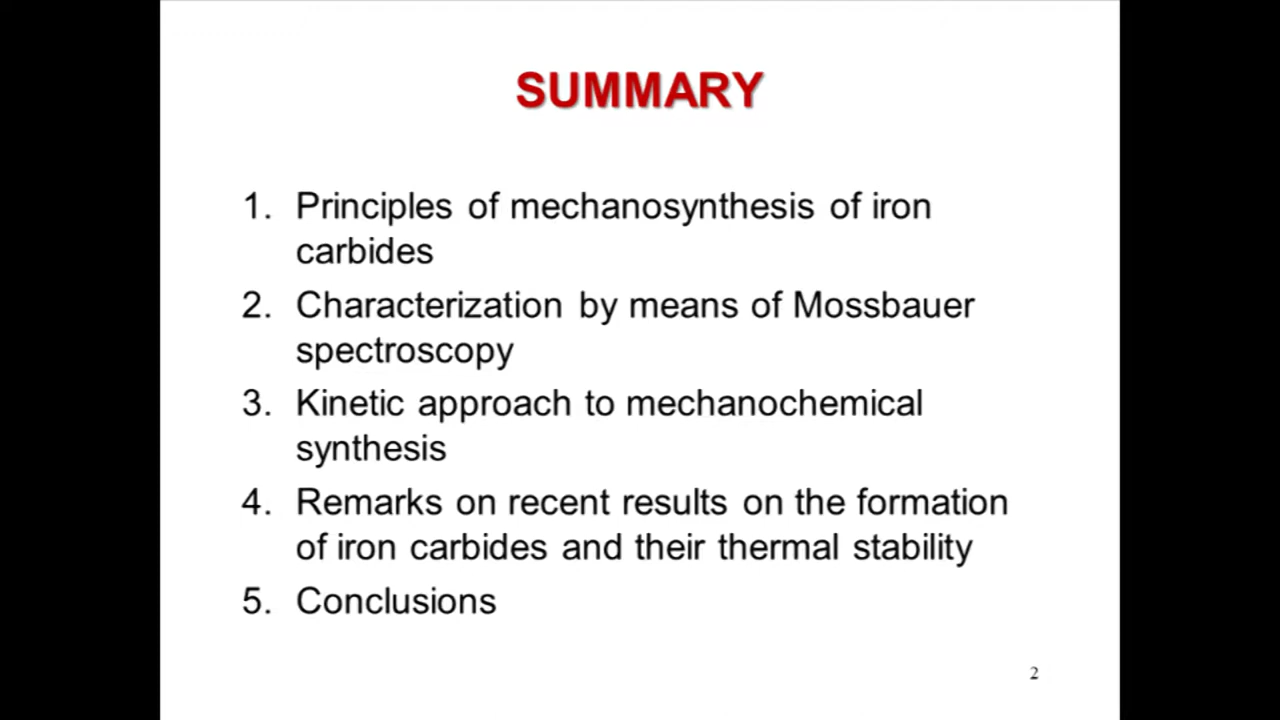 SUMMARY
1. Principles of mechanosynthesis of iron
carbides
2. Characterization by means of Mossbauer
spectroscopy
3. Kinetic approach to mechanochemical
synthesis
4. Remarks on recent results on the formation
of iron carbides and their thermal stability
5. Conclusions
2